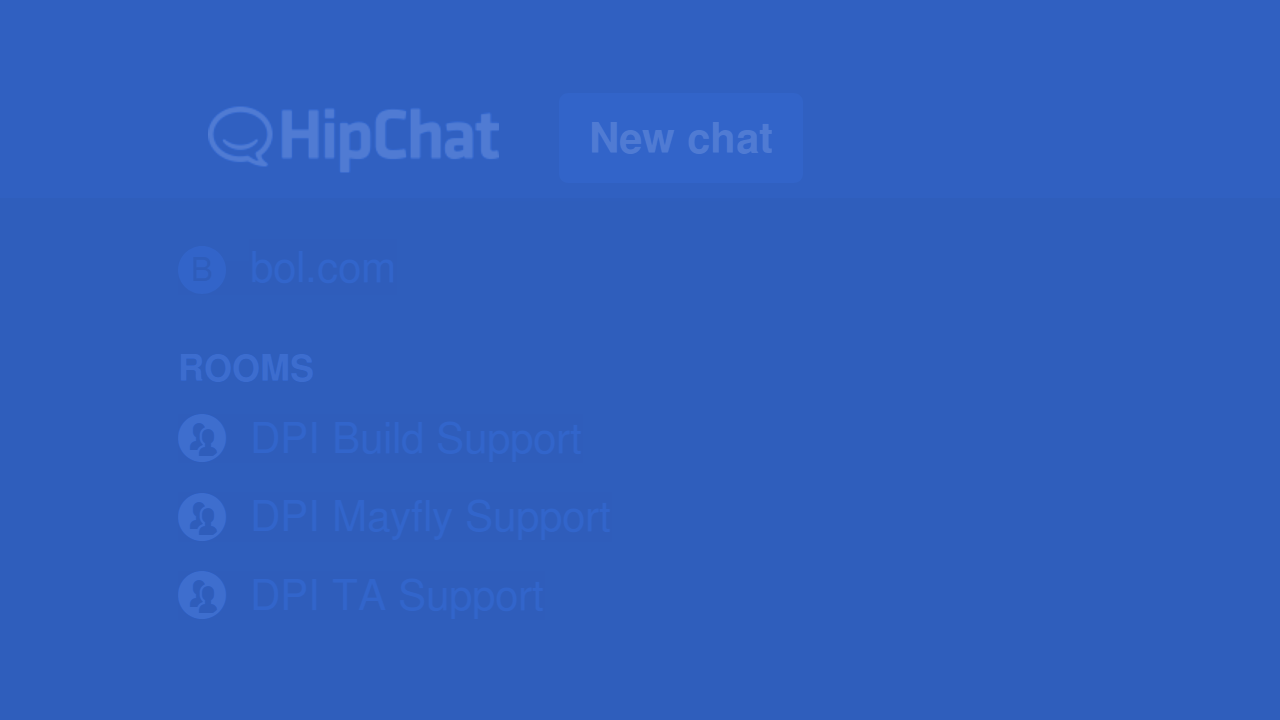 HipChat New chat
B bol.com
ROOMS
DPI Build Support
DPI Mayfly Support
DPI TA Support